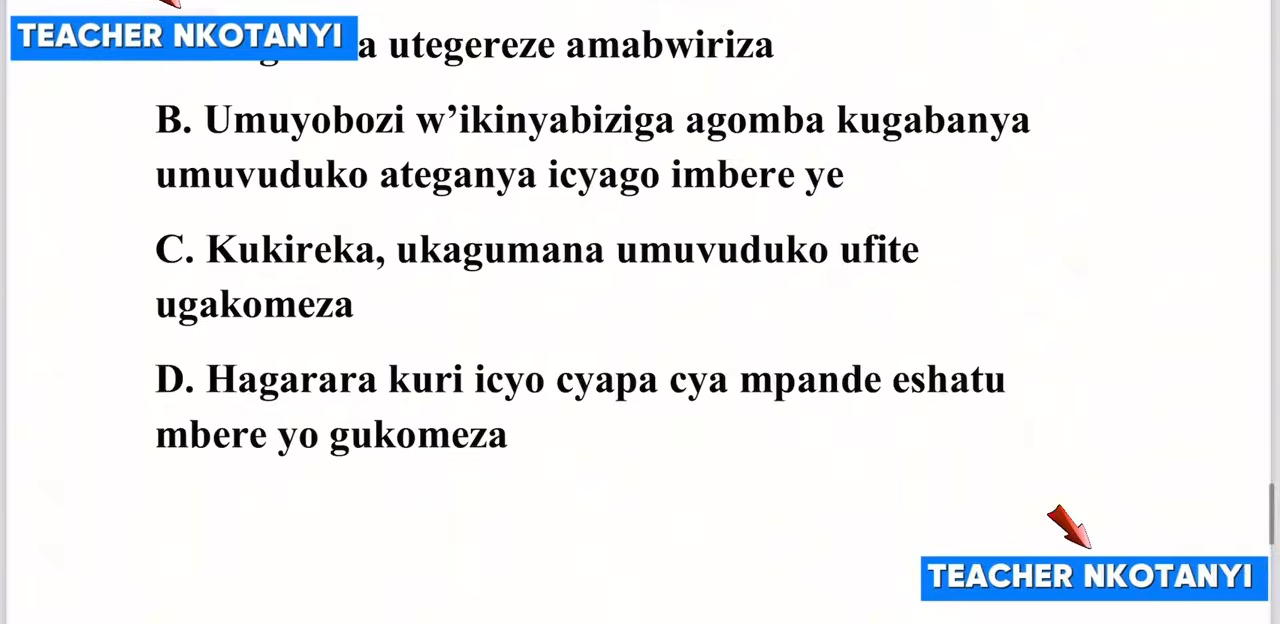 TEACHER NKOTANYI
a utegereze amabwiriza
B. Umuyobozi w’ikinyabiziga agomba kugabanya
umuvuduko ateganya icyago imbere ye
C. Kukireka, ukagumana umuvuduko ufite
ugakomeza
D. Hagarara kuri icyo cyapa cya mpande eshatu
mbere yo gukomeza
TEACHER NKOTANYI